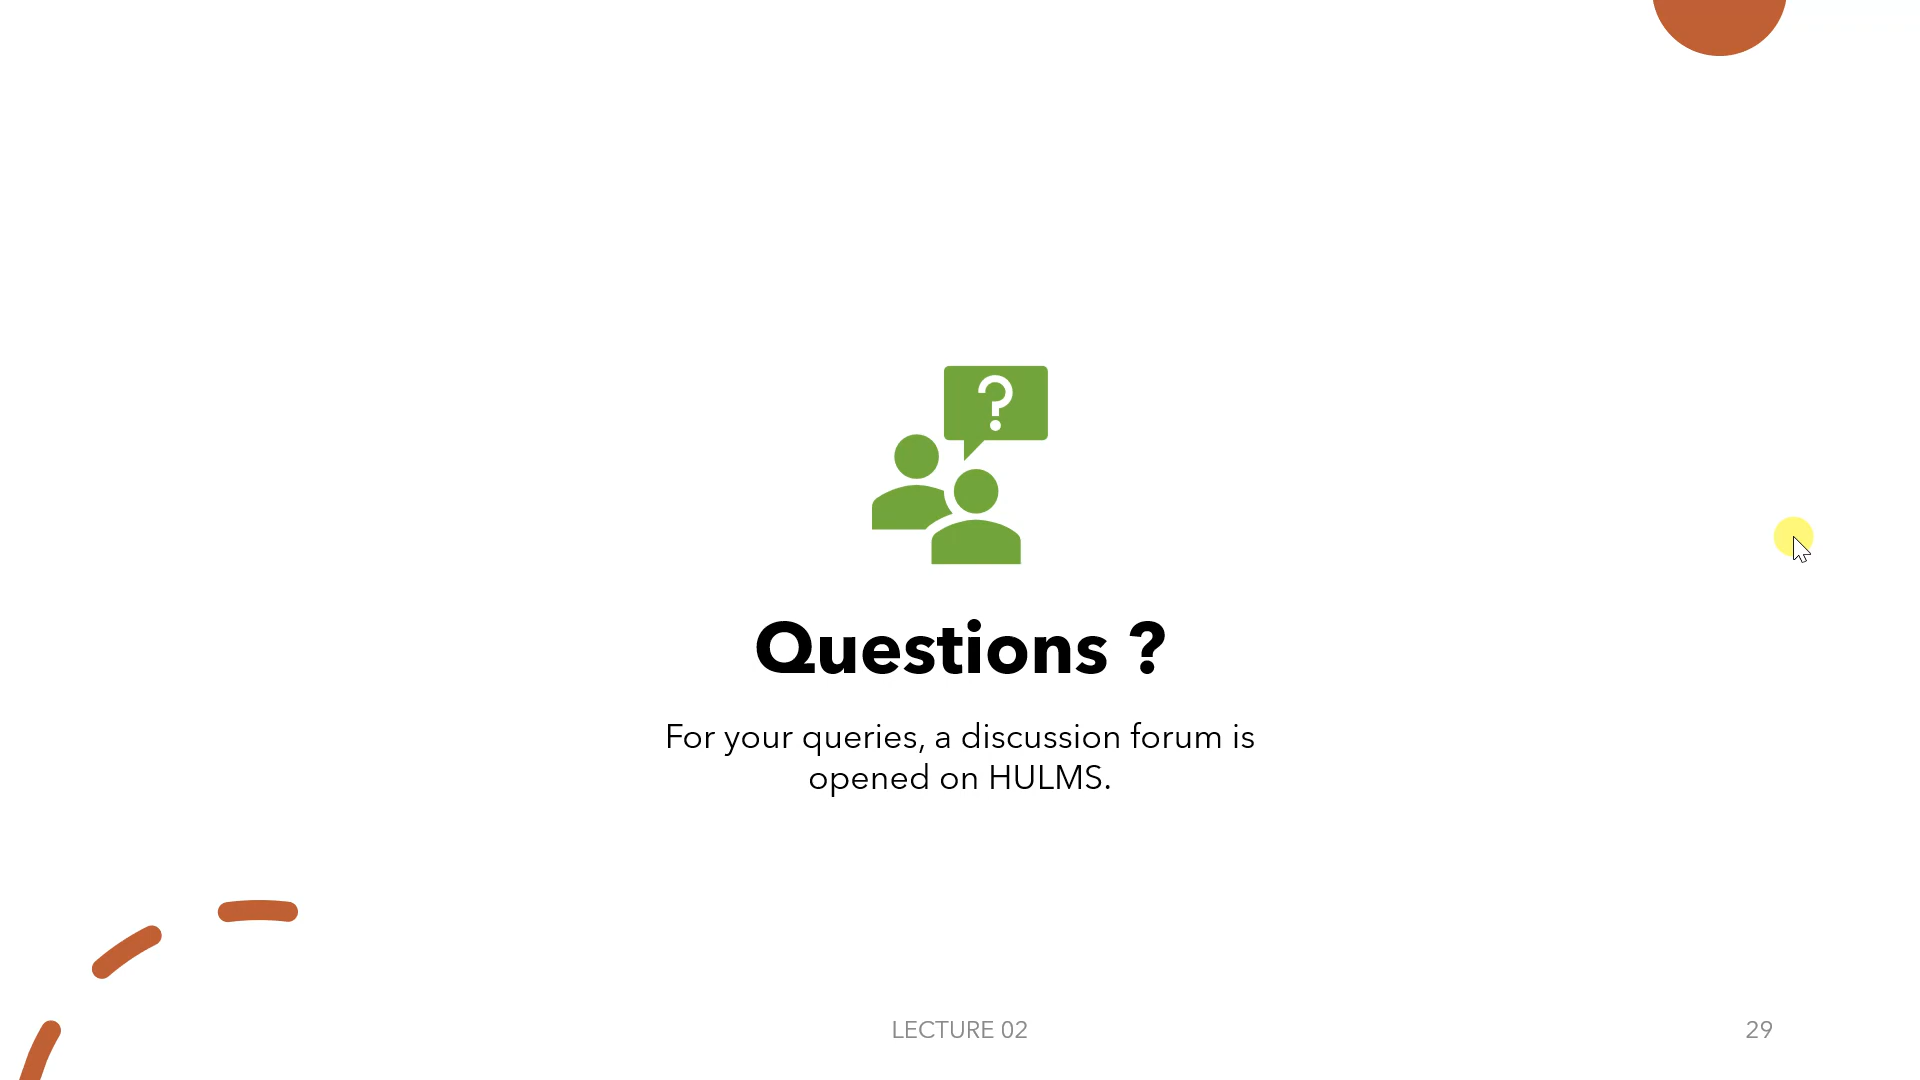 ?
Questions ?
For your queries, a discussion forum is
opened on HULMS.
LECTURE 02
29